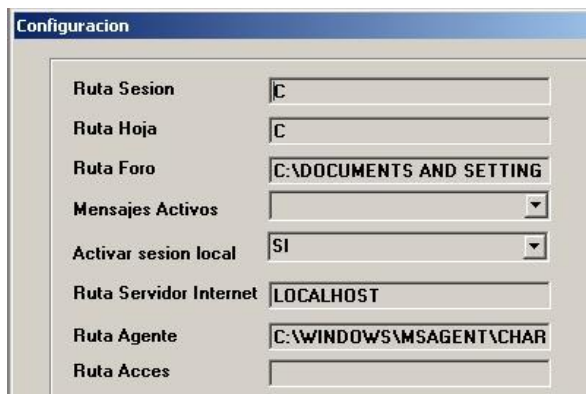 Configuracion
Ruta Sesion C
Ruta Hoja C
Ruta Foro C:\DOCUMENTS AND SETTING
Mensajes Activos
Activar sesion local SI
Ruta Servidor Internet LOCALHOST
Ruta Agente C:\WINDOWS\MSAGENT\CHAR
Ruta Acces